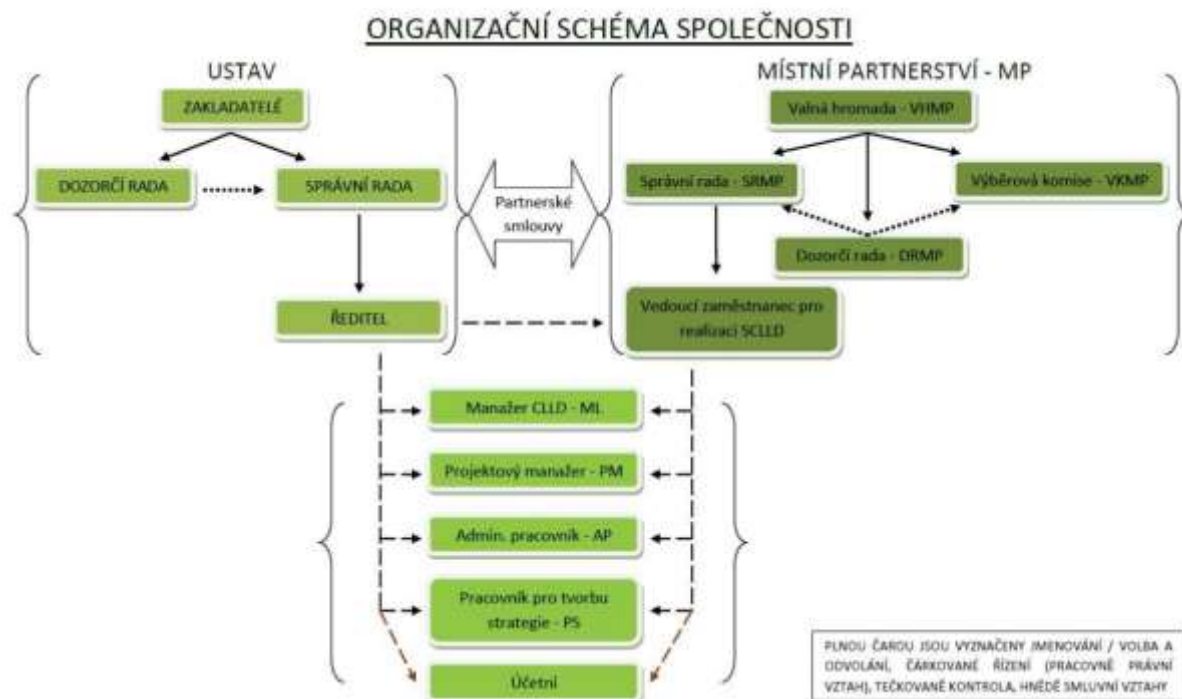 ORGANIZAČNÍ SCHÉMA SPOLEČNOSTI
USTAV
ZAKLADATELÉ
DOZORČÍ RADA
SPRÁVNÍ RADA
ŘEDITEL
Partnerské
smlouvy
MÍSTNÍ PARTNERSTVÍ - MP
Valná hromada - VHMP
Správní rada - SRMP
Výběrová komise - VKMP
Dozorčí rada - DRMP
Vedoucí zaměstnanec pro
realizaci SCLLD
Manažer CLLD - ML
Projektový manažer - PM
Admin. pracovník - AP
Pracovník pro tvorbu
strategie - PS
Účetní
PLNOU ČAROU JSOU VYZNAČENY JMENOVÁNÍ / VOLBA A
ODVOLÁNÍ, ČÁRKOVANĚ ŘÍZENÍ (PRACOVNĚ PRÁVNÍ
VZTAH), TEČKOVANĚ KONTROLA, HNĚDĚ SMLUVNÍ VZTAHY